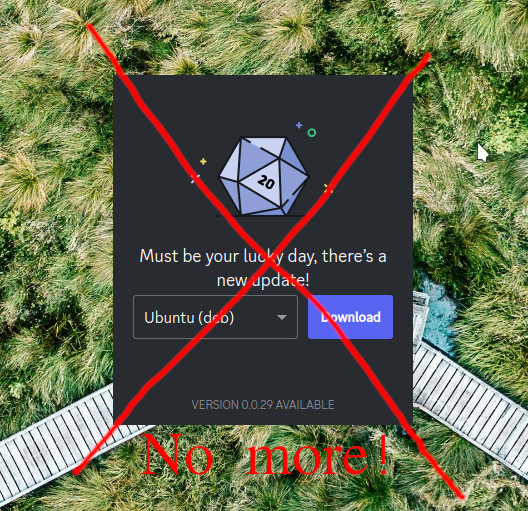 20
Must be your lucky day, there's a
new update!
Ubuntu (deb)
Download
VERSION 0.0.29 AVAILABLE
No more!